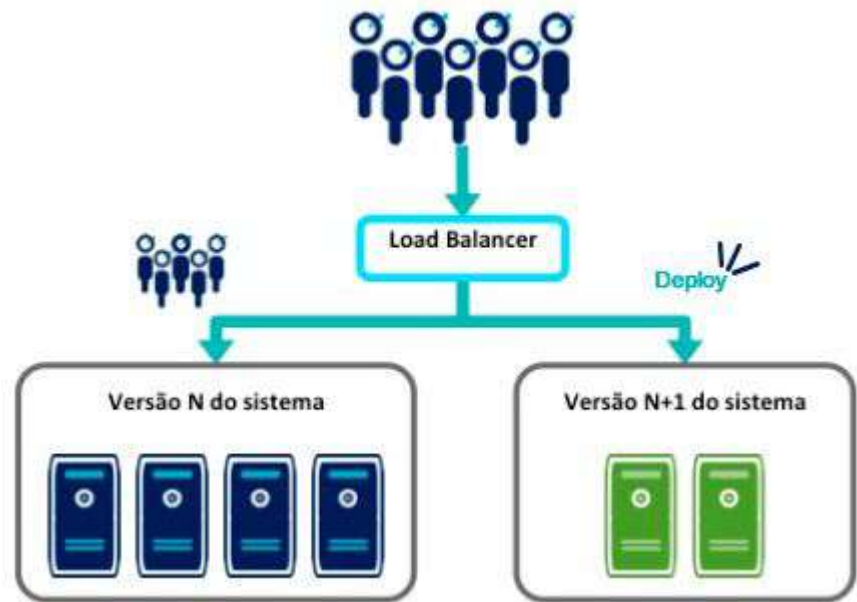 Load Balancer
Deploy
Versão N do sistema
Versão N+1 do sistema